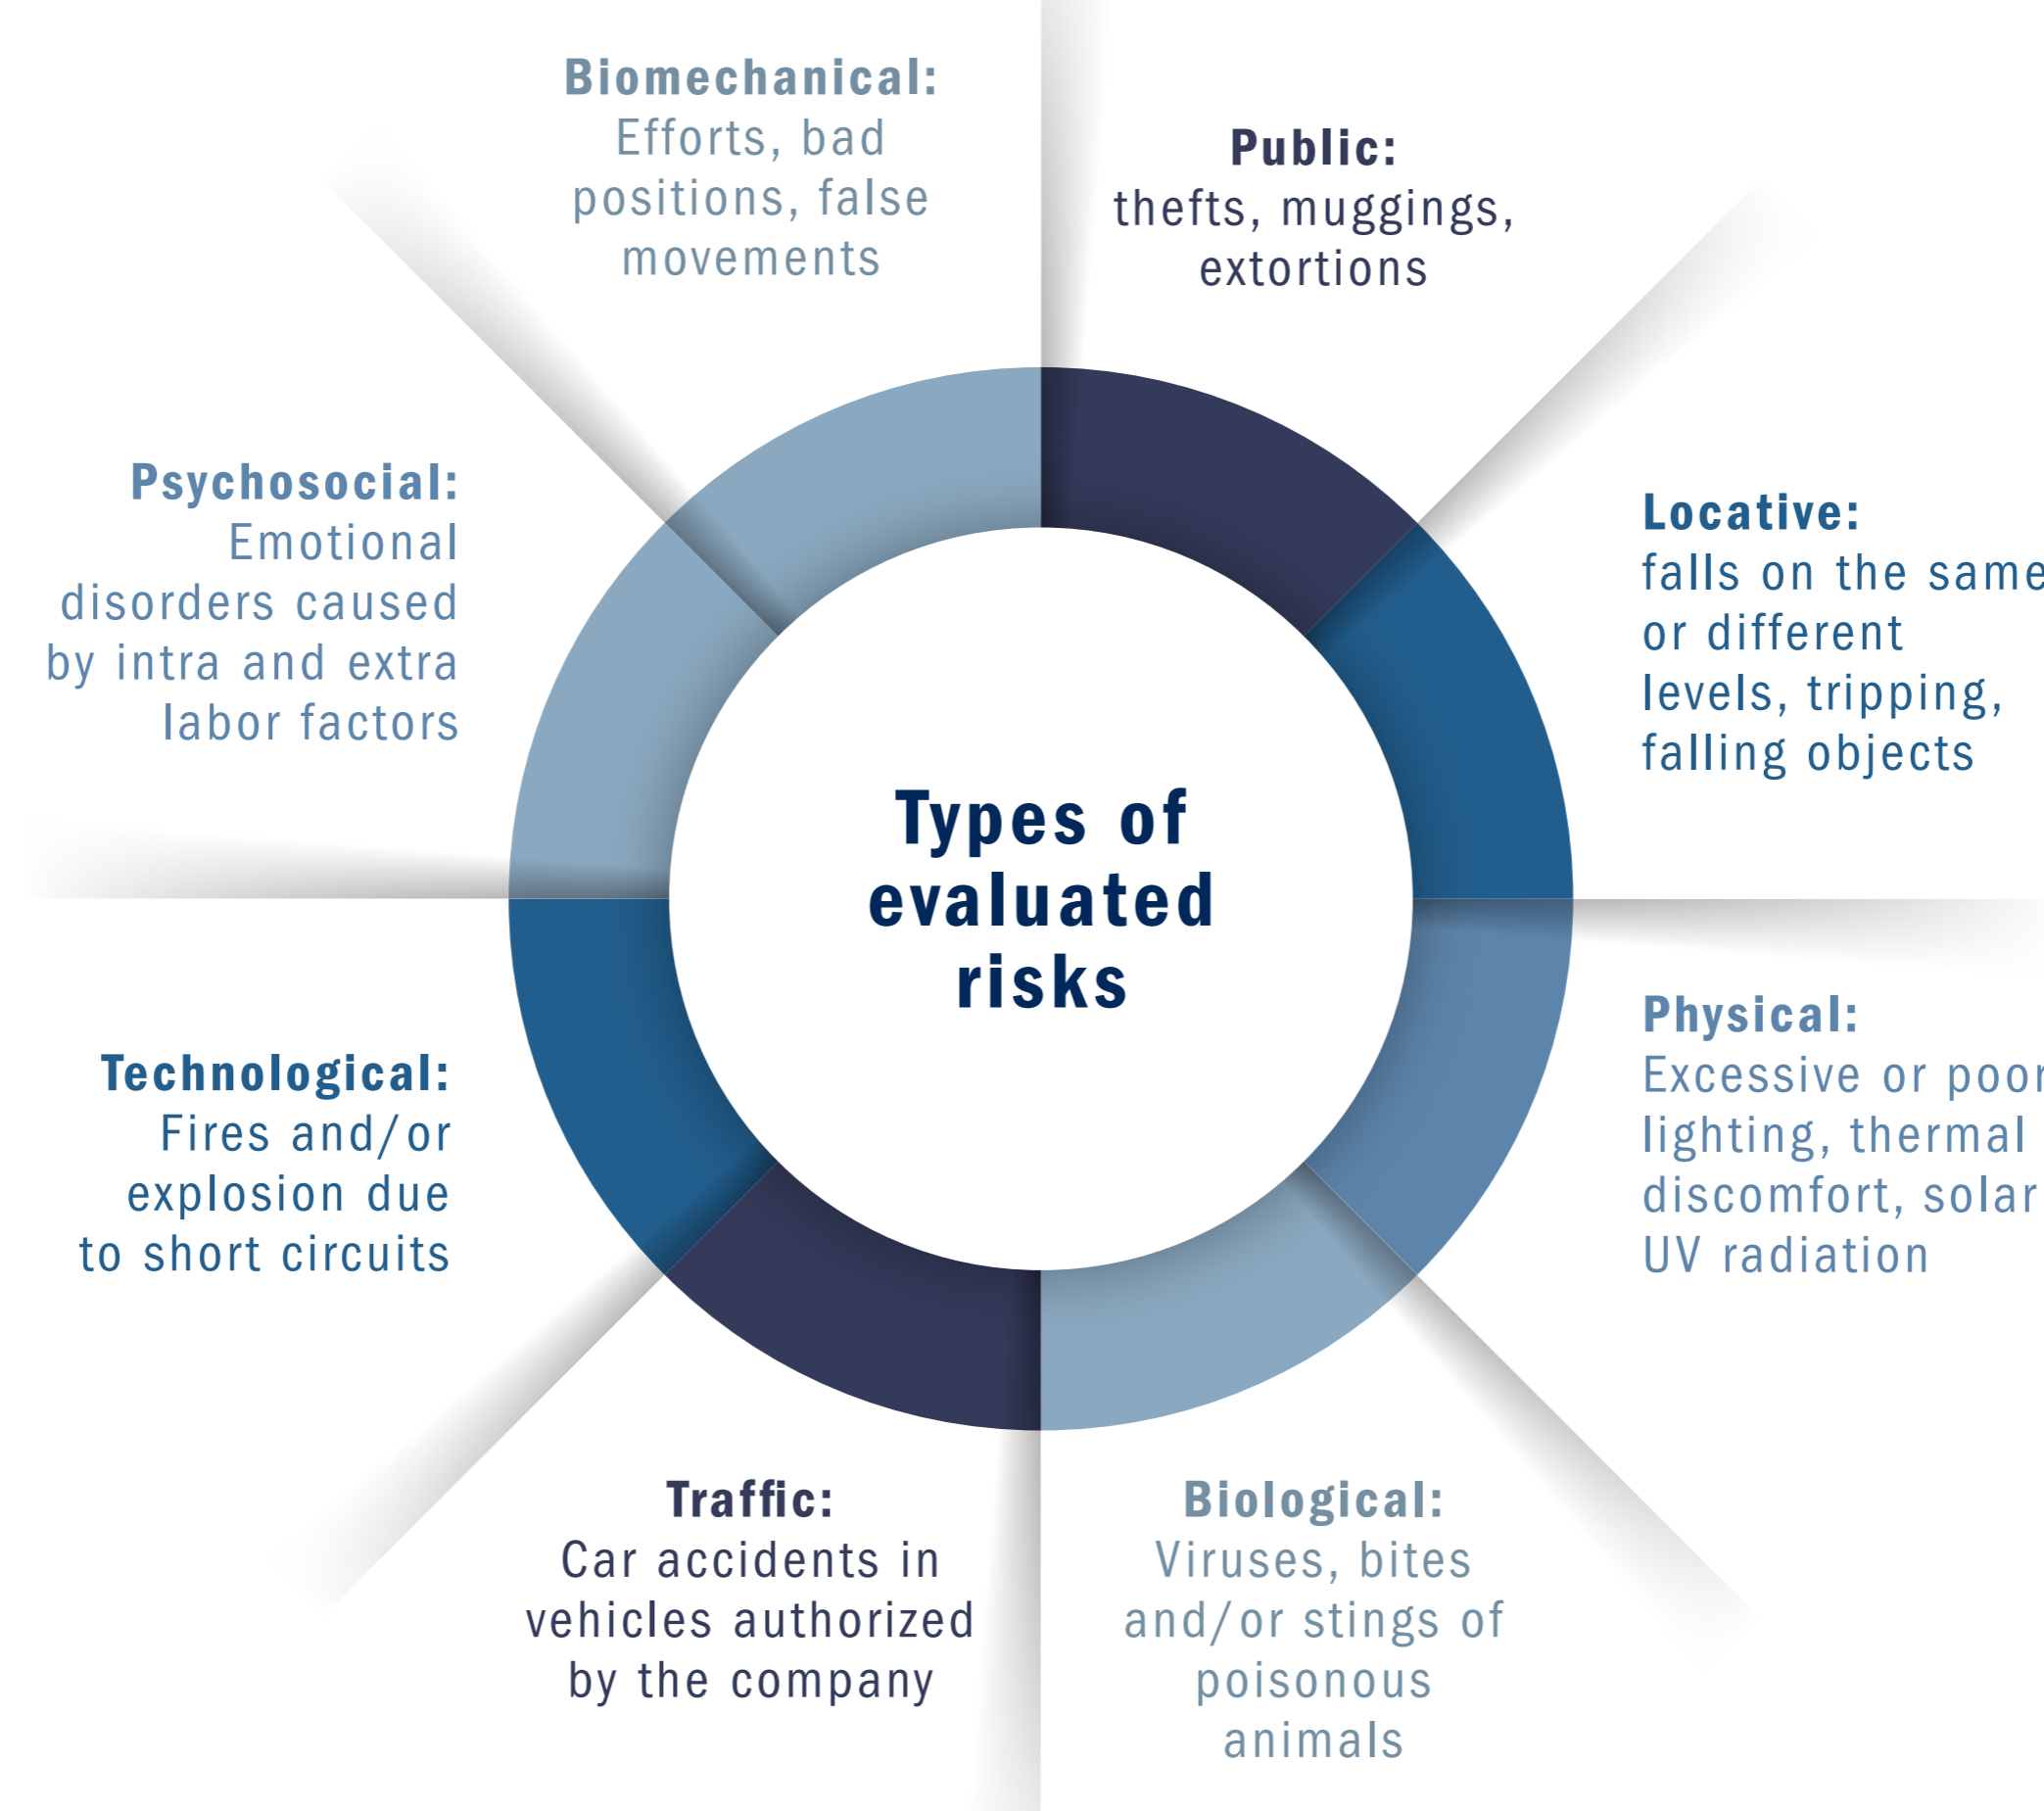 Biomechanical:
Efforts, bad
positions, false
movements
Public:
thefts, muggings,
extortions
Locative:
falls on the same
or different
levels, tripping,
falling objects
Physical:
Excessive or poor
lighting, thermal
discomfort, solar
UV radiation
Biological:
Viruses, bites
and/or stings of
poisonous
animals
Traffic:
Car accidents in
vehicles authorized
by the company
Technological:
Fires and/or
explosion due
to short circuits
Psychosocial:
Emotional
disorders caused
by intra and extra
labor factors
Types of
evaluated
risks